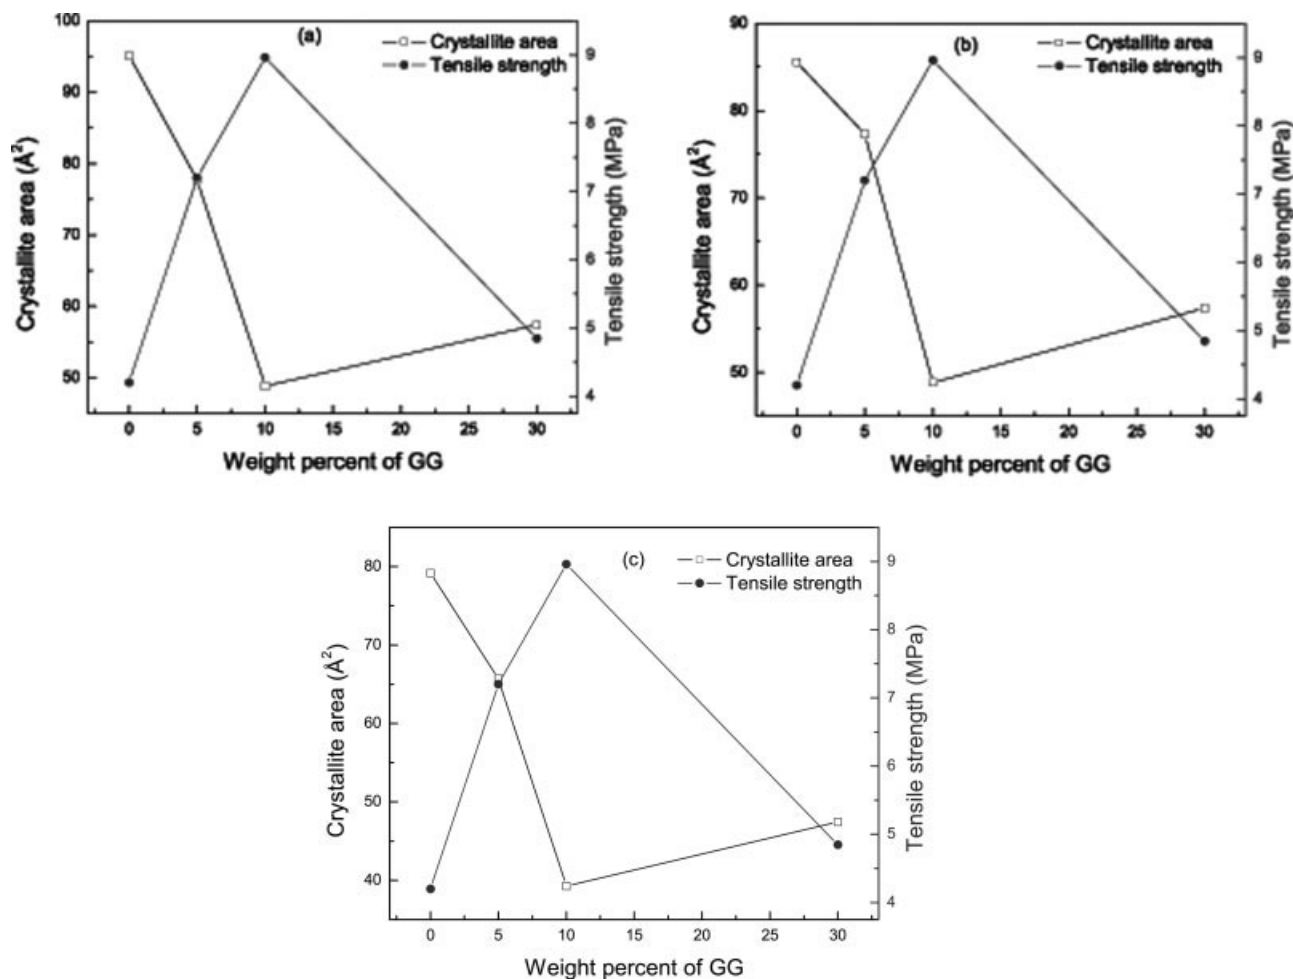 (a)
Crystallite area
Tensile strength
100
90
80
70
60
50
Crystallite area (Å²)
9
8
7
6
5
4
Tensile strength (MPa)
0 5 10 15 20 25 30
Weight percent of GG
(b)
Crystallite area
Tensile strength
90
80
70
60
50
Crystallite area (Å²)
9
8
7
6
5
4
Tensile strength (MPa)
0 5 10 15 20 25 30
Weight percent of GG
(c)
Crystallite area
Tensile strength
80
70
60
50
40
Crystallite area (Å²)
9
8
7
6
5
4
Tensile strength (MPa)
0 5 10 15 20 25 30
Weight percent of GG